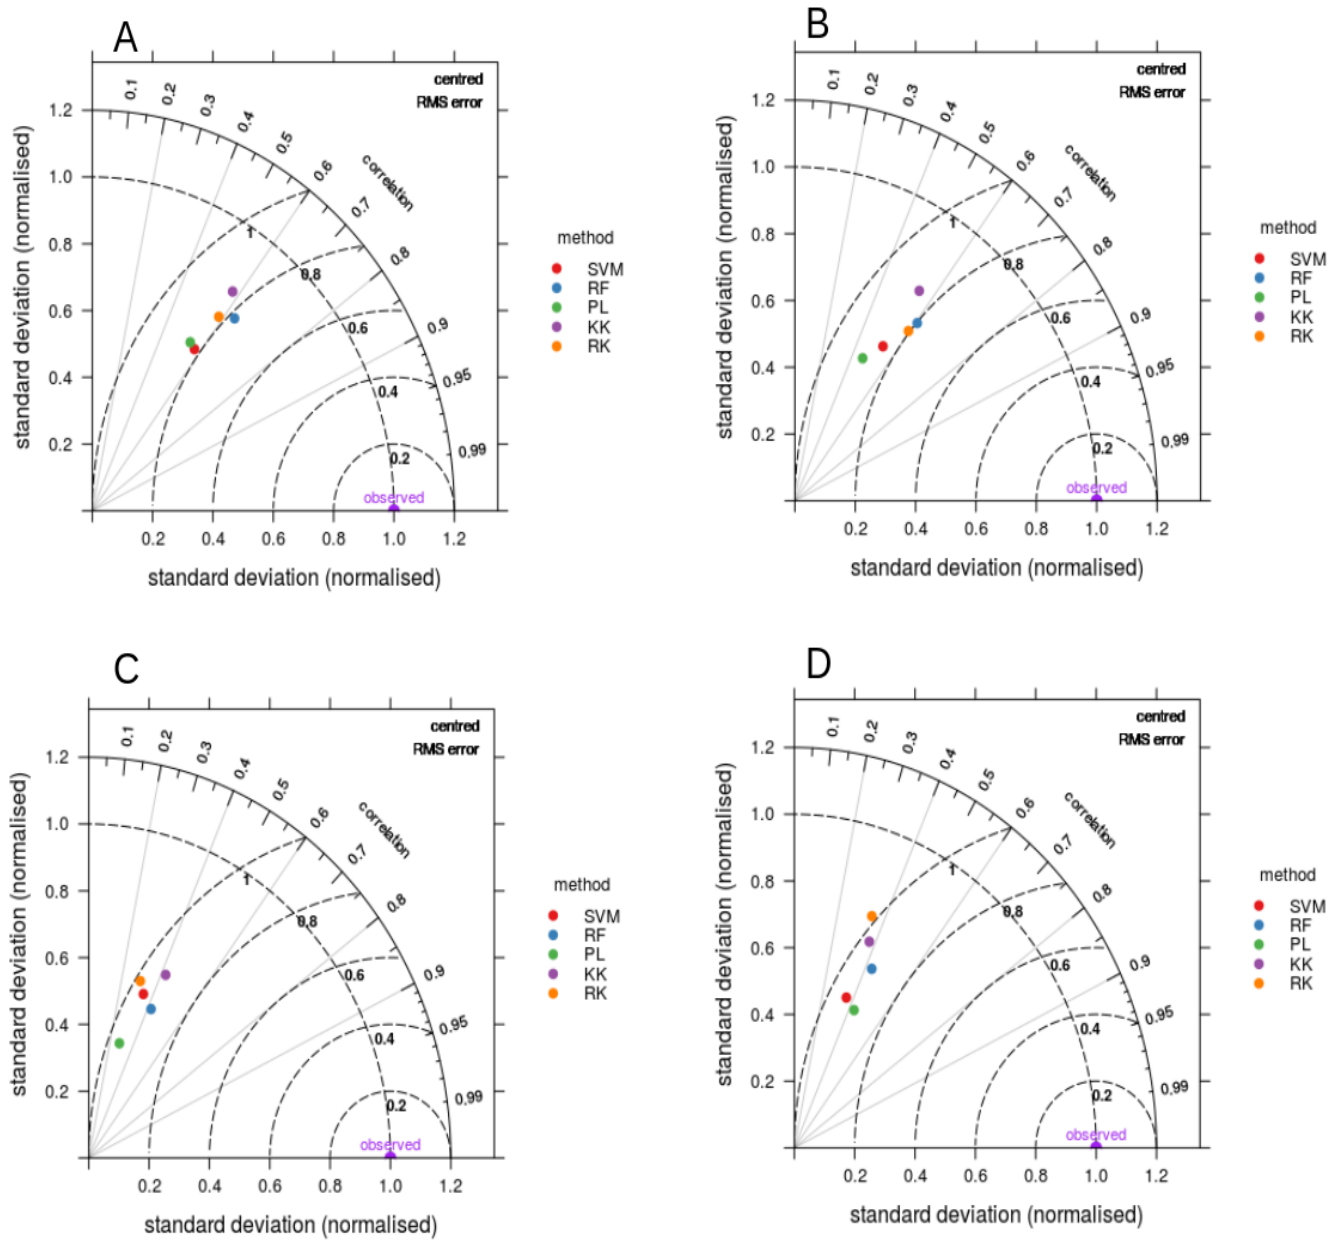 A
centred
RMS error
0.1
0.2
0.3
0.4
0.5
0.6
0.7
0.8
0.9
0.95
0.99
correlation
1.2
1.0
0.8
0.6
0.4
0.2
standard deviation (normalised)
1
0.8
0.6
0.4
0.2
observed
0.2 0.4 0.6 0.8 1.0 1.2
standard deviation (normalised)
method
SVM
RF
PL
KK
RK
B
centred
RMS error
0.1
0.2
0.3
0.4
0.5
0.6
0.7
0.8
0.9
0.95
0.99
correlation
1.2
1.0
0.8
0.6
0.4
0.2
standard deviation (normalised)
1
0.8
0.6
0.4
0.2
observed
0.2 0.4 0.6 0.8 1.0 1.2
standard deviation (normalised)
method
SVM
RF
PL
KK
RK
C
centred
RMS error
0.1
0.2
0.3
0.4
0.5
0.6
0.7
0.8
0.9
0.95
0.99
correlation
1.2
1.0
0.8
0.6
0.4
0.2
standard deviation (normalised)
1
0.8
0.6
0.4
0.2
observed
0.2 0.4 0.6 0.8 1.0 1.2
standard deviation (normalised)
method
SVM
RF
PL
KK
RK
D
centred
RMS error
0.1
0.2
0.3
0.4
0.5
0.6
0.7
0.8
0.9
0.95
0.99
correlation
1.2
1.0
0.8
0.6
0.4
0.2
standard deviation (normalised)
1
0.8
0.6
0.4
0.2
observed
0.2 0.4 0.6 0.8 1.0 1.2
standard deviation (normalised)
method
SVM
RF
PL
KK
RK